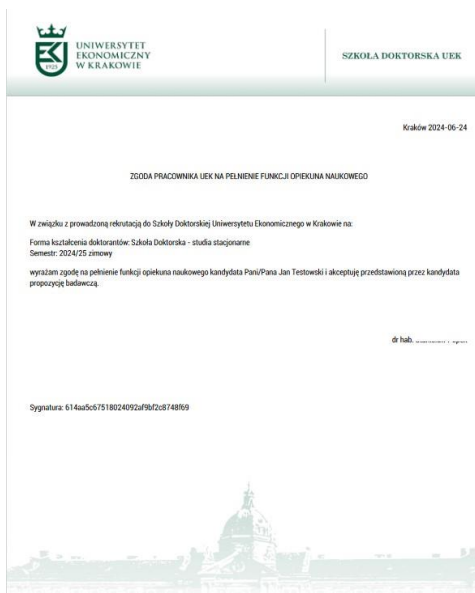 UNIWERSYTET
EKONOMICZNY
W KRAKOWIE
1925
SZKOŁA DOKTORSKA UEK
Kraków 2024-06-24
ZGODA PRACOWNIKA UEK NA PEŁNIENIE FUNKCJI OPIEKUNA NAUKOWEGO
W związku z prowadzoną rekrutacją do Szkoły Doktorskiej Uniwersytetu Ekonomicznego w Krakowie na:
Forma kształcenia doktorantów: Szkoła Doktorska - studia stacjonarne
Semestr: 2024/25 zimowy
wyrażam zgodę na pełnienie funkcji opiekuna naukowego kandydata Pani/Pana Jan Testowski i akceptuję przedstawioną przez kandydata
propozycję badawczą.
dr hab.
Sygnatura: 614aa5c67518024092af9bf2c8748f69